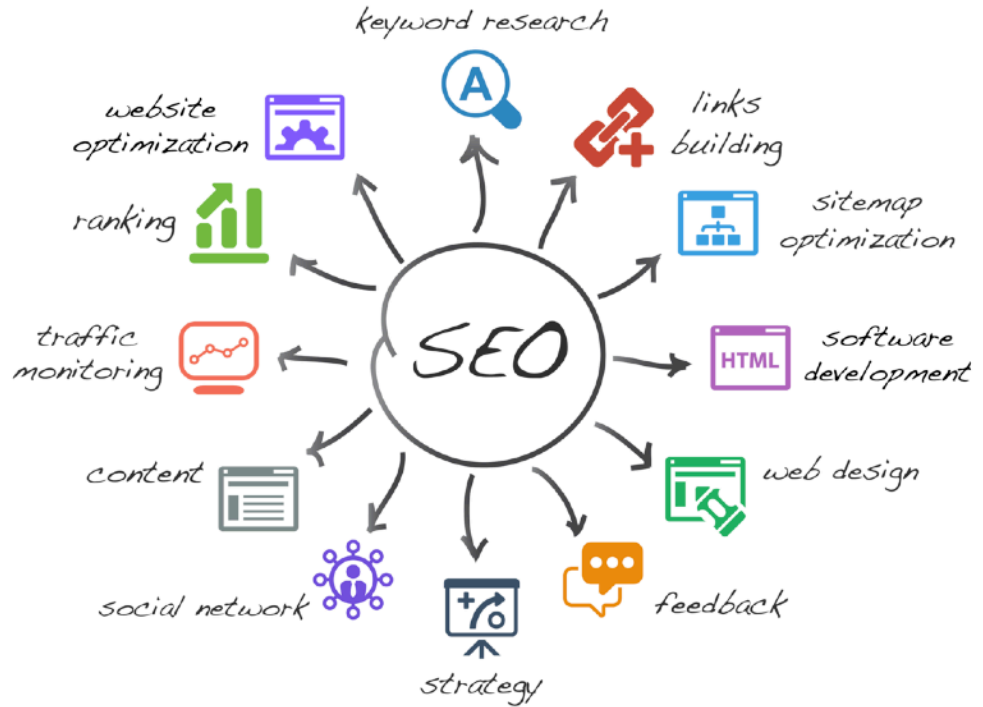 keyword research
A
links
building
sitemap
optimization
HTML
software
development
web design
feedback
strategy
social network
content
traffic
monitoring
ranking
website
optimization
SEO